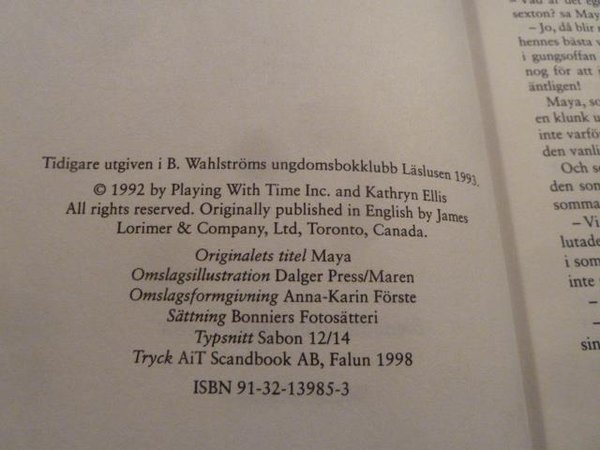 Tidigare utgiven i B. Wahlströms ungdomsbokklubb Läslusen 1993.
© 1992 by Playing With Time Inc. and Kathryn Ellis
All rights reserved. Originally published in English by James
Lorimer & Company, Ltd, Toronto, Canada.
Originalets titel Maya
Omslagsillustration Dalger Press/Maren
Omslagsformgivning Anna-Karin Förste
Sättning Bonniers Fotosätteri
Typsnitt Sabon 12/14
Tryck AiT Scandbook AB, Falun 1998
ISBN 91-32-13985-3
sexton? sa May
– Jo, då blir
hennes bästa v
i gungsoffan
nog för att
äntligen!
Maya, so
en klunk u
inte varför
den vanli
Och s
den som
somma
– Vi
lutade
i som
inte
–
–
sin